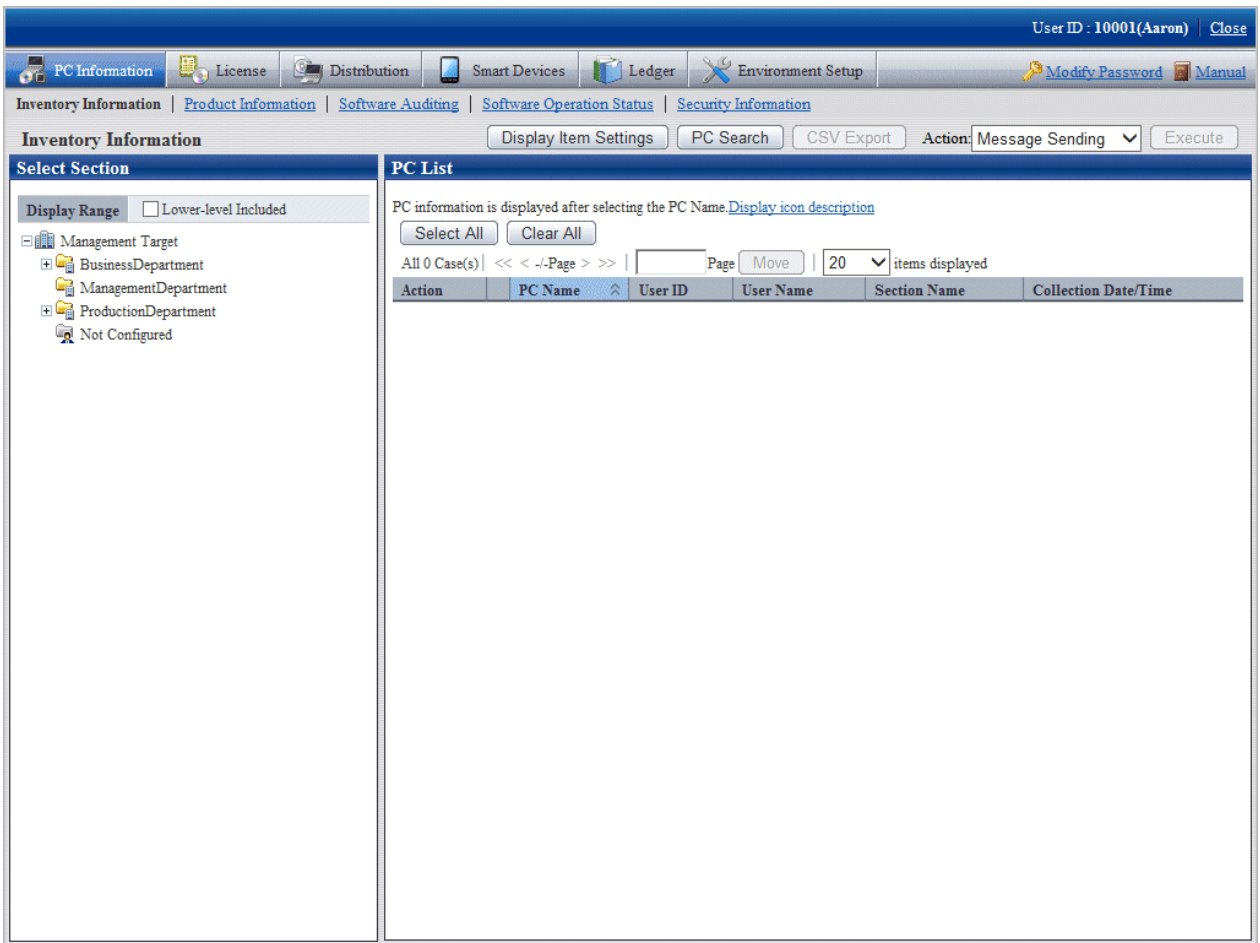 User ID : 10001(Aaron) Close
PC Information License Distribution Smart Devices Ledger Environment Setup Modify Password Manual
Inventory Information | Product Information | Software Auditing | Software Operation Status | Security Information
Inventory Information Display Item Settings PC Search CSV Export Action: Message Sending Execute
Select Section
Display Range Lower-level Included
Management Target
BusinessDepartment
ManagementDepartment
ProductionDepartment
Not Configured
PC List
PC information is displayed after selecting the PC Name.Display icon description
Select All Clear All
All 0 Case(s) | << < -/-Page > >> | Page Move | 20 items displayed
Action PC Name User ID User Name Section Name Collection Date/Time